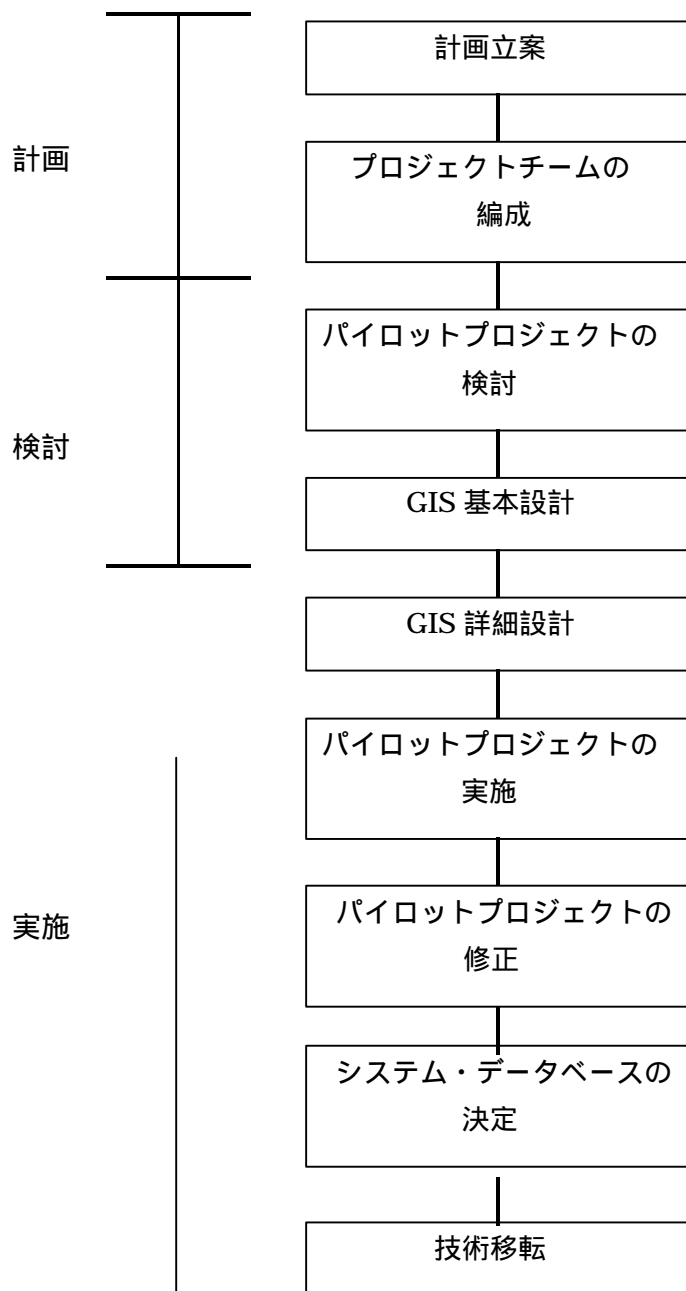 計画立案
計画
プロジェクトチームの
編成
パイロットプロジェクトの
検討
検討
GIS 基本設計
GIS 詳細設計
パイロットプロジェクトの
実施
実施
パイロットプロジェクトの
修正
システム・データベースの
決定
技術移転